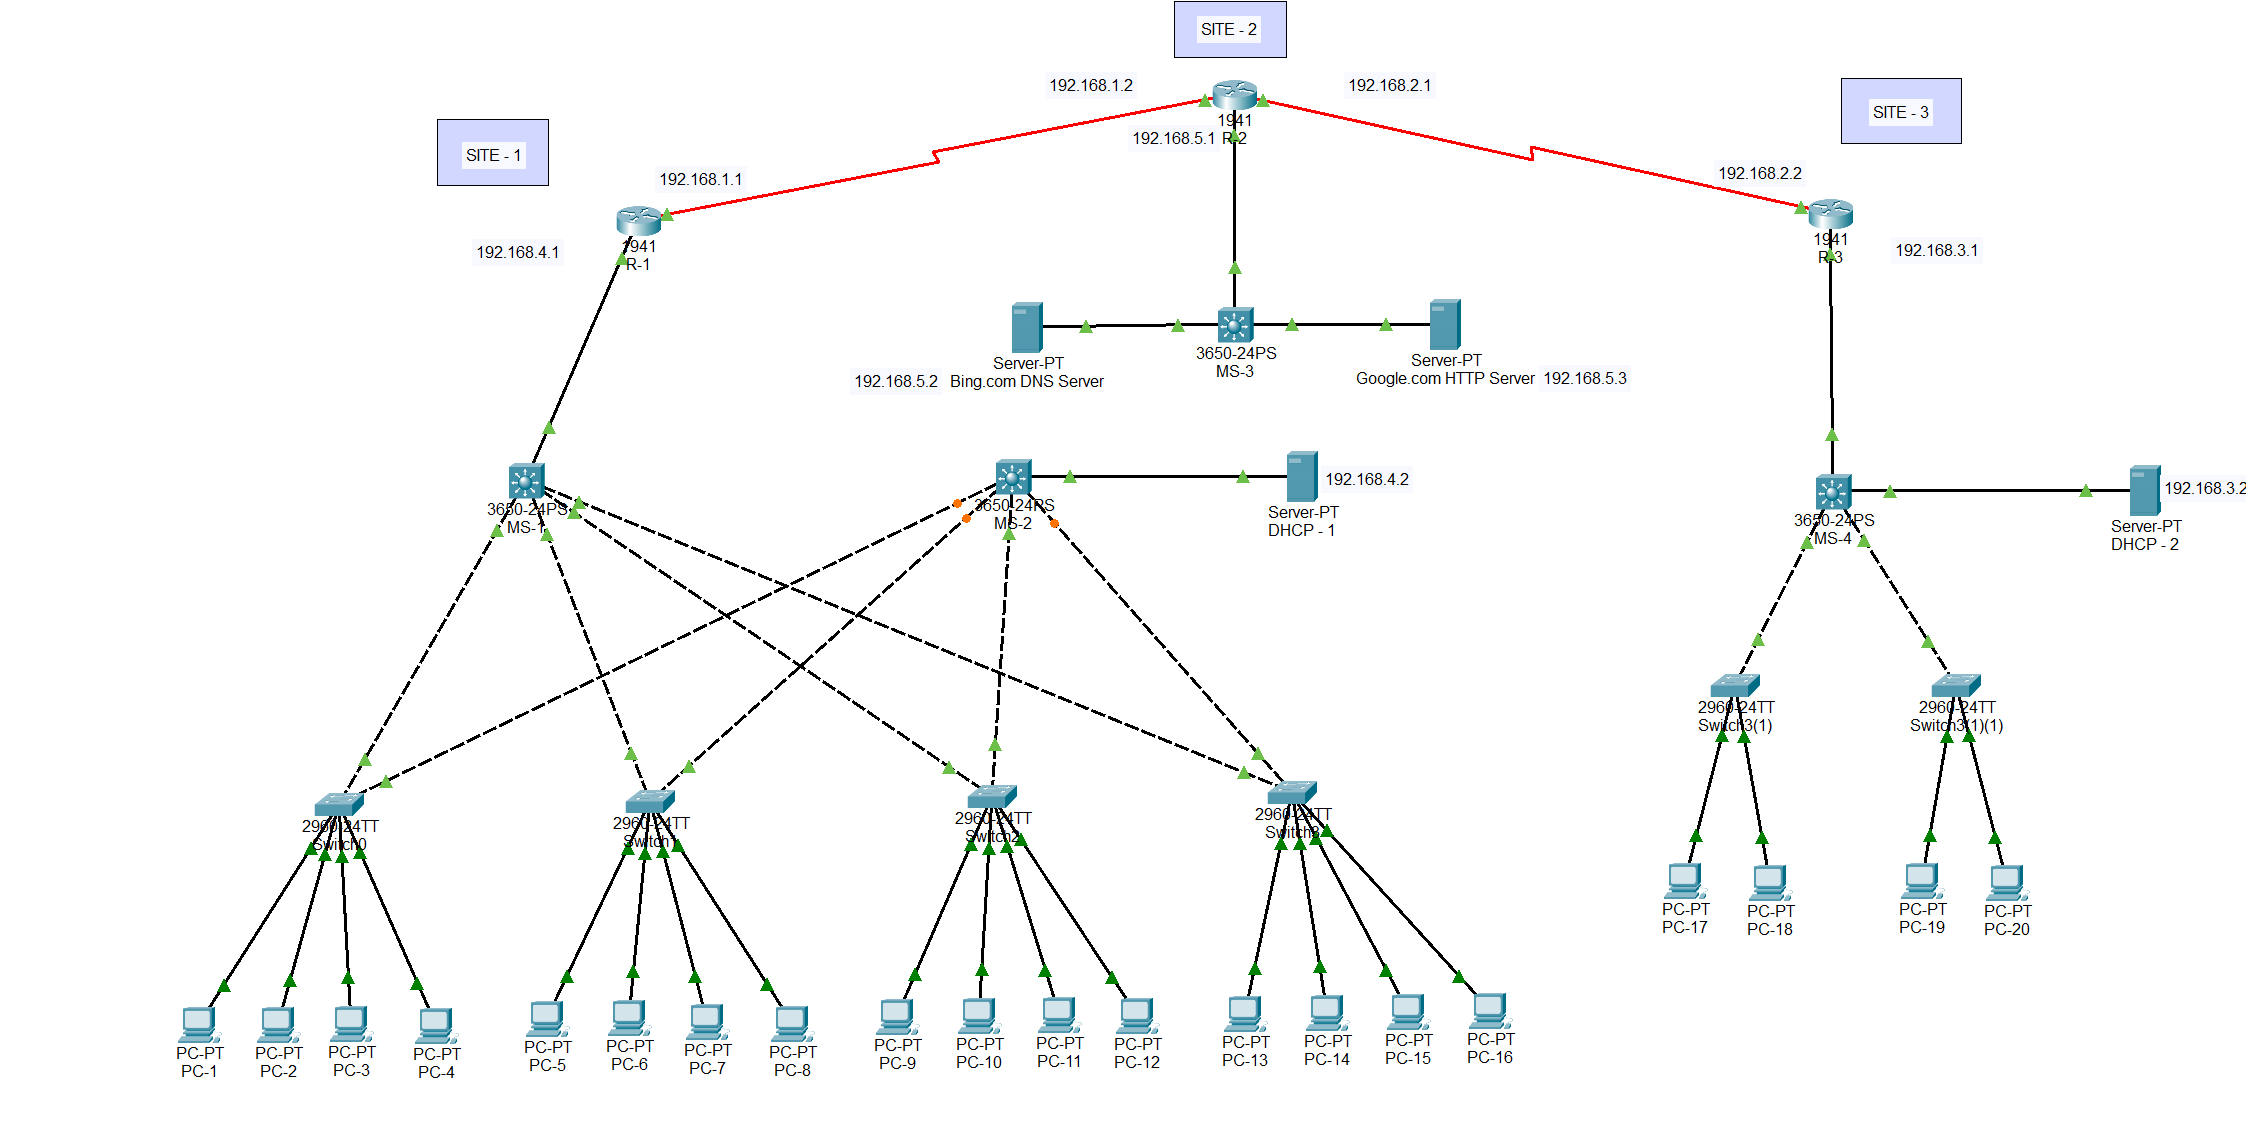 SITE - 2
192.168.1.2
192.168.2.1
1941
R-2
192.168.5.1
SITE - 3
SITE - 1
192.168.1.1
192.168.2.2
1941
R-1
192.168.4.1
1941
R-3
192.168.3.1
3650-24PS
MS-3
Server-PT
Bing.com DNS Server
192.168.5.2
Server-PT
Google.com HTTP Server
192.168.5.3
3650-24PS
MS-1
3650-24PS
MS-2
192.168.4.2
Server-PT
DHCP - 1
3650-24PS
MS-4
192.168.3.2
Server-PT
DHCP - 2
2960-24TT
Switch3(1)
2960-24TT
Switch3(1)(1)
2960-24TT
Switch0
2960-24TT
Switch1
2960-24TT
Switch2
2960-24TT
Switch3
PC-PT
PC-17
PC-PT
PC-18
PC-PT
PC-19
PC-PT
PC-20
PC-PT
PC-1
PC-PT
PC-2
PC-PT
PC-3
PC-PT
PC-4
PC-PT
PC-5
PC-PT
PC-6
PC-PT
PC-7
PC-PT
PC-8
PC-PT
PC-9
PC-PT
PC-10
PC-PT
PC-11
PC-PT
PC-12
PC-PT
PC-13
PC-PT
PC-14
PC-PT
PC-15
PC-PT
PC-16